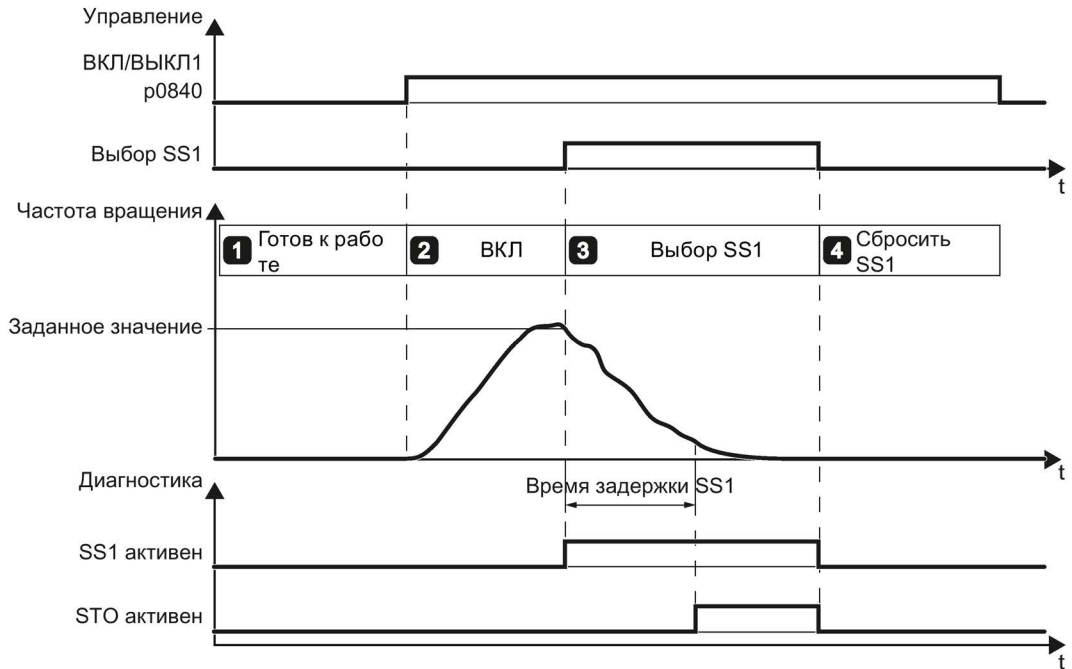 Управление
ВКЛ/ВЫКЛ1
p0840
Выбор SS1
t
Частота вращения
1 Готов к рабо
те
2 ВКЛ
3 Выбор SS1
4 Сбросить
SS1
Заданное значение
t
Диагностика
Время задержки SS1
SS1 активен
STO активен
t